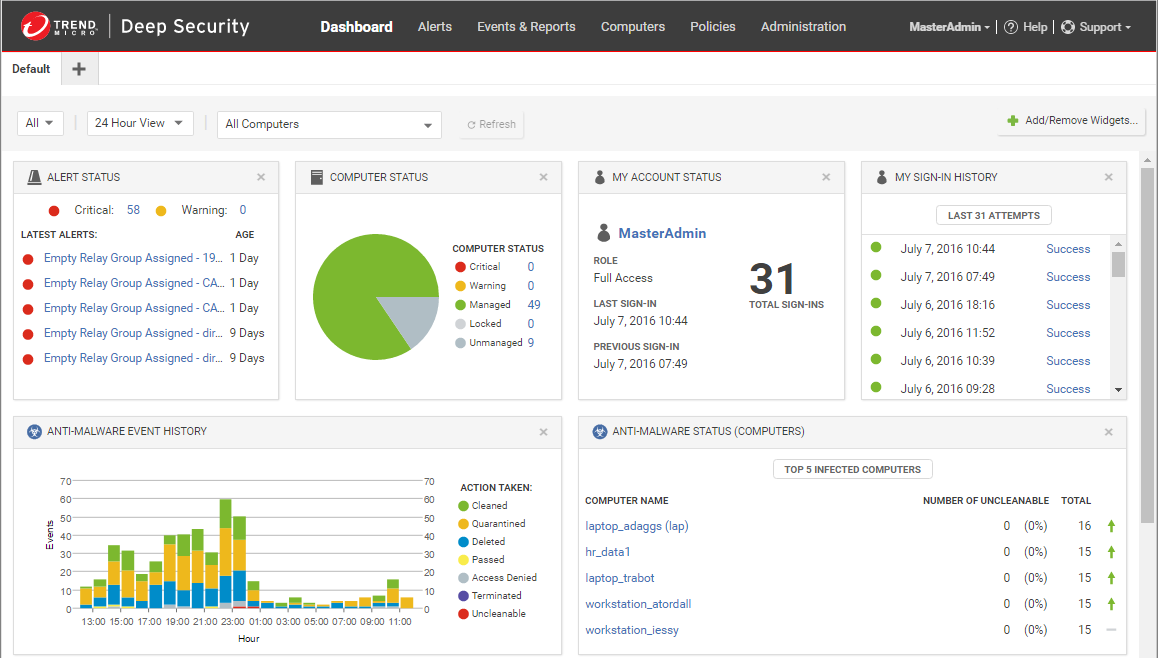 TREND MICRO Deep Security Dashboard Alerts Events & Reports Computers Policies Administration MasterAdmin Help Support
Default
All 24 Hour View All Computers Refresh Add/Remove Widgets...
ALERT STATUS
Critical: 58 Warning: 0
LATEST ALERTS: AGE
Empty Relay Group Assigned - 19... 1 Day
Empty Relay Group Assigned - CA... 1 Day
Empty Relay Group Assigned - CA... 1 Day
Empty Relay Group Assigned - dir... 9 Days
Empty Relay Group Assigned - dir... 9 Days
COMPUTER STATUS
COMPUTER STATUS
Critical 0
Warning 0
Managed 49
Locked 0
Unmanaged 9
MY ACCOUNT STATUS
MasterAdmin
ROLE
Full Access
LAST SIGN-IN
July 7, 2016 10:44
PREVIOUS SIGN-IN
July 7, 2016 07:49
31
TOTAL SIGN-INS
MY SIGN-IN HISTORY
LAST 31 ATTEMPTS
July 7, 2016 10:44 Success
July 7, 2016 07:49 Success
July 6, 2016 18:16 Success
July 6, 2016 11:52 Success
July 6, 2016 10:39 Success
July 6, 2016 09:28 Success
ANTI-MALWARE EVENT HISTORY
70 70
60 60
50 50
40 40
30 30
20 20
10 10
0 0
Events
13:00 15:00 17:00 19:00 21:00 23:00 01:00 03:00 05:00 07:00 09:00 11:00
Hour
ACTION TAKEN:
Cleaned
Quarantined
Deleted
Passed
Access Denied
Terminated
Uncleanable
ANTI-MALWARE STATUS (COMPUTERS)
TOP 5 INFECTED COMPUTERS
COMPUTER NAME NUMBER OF UNCLEANABLE TOTAL
laptop_adaggs (lap) 0 (0%) 16
hr_data1 0 (0%) 15
laptop_trabot 0 (0%) 15
workstation_atordall 0 (0%) 15
workstation_iessy 0 (0%) 15